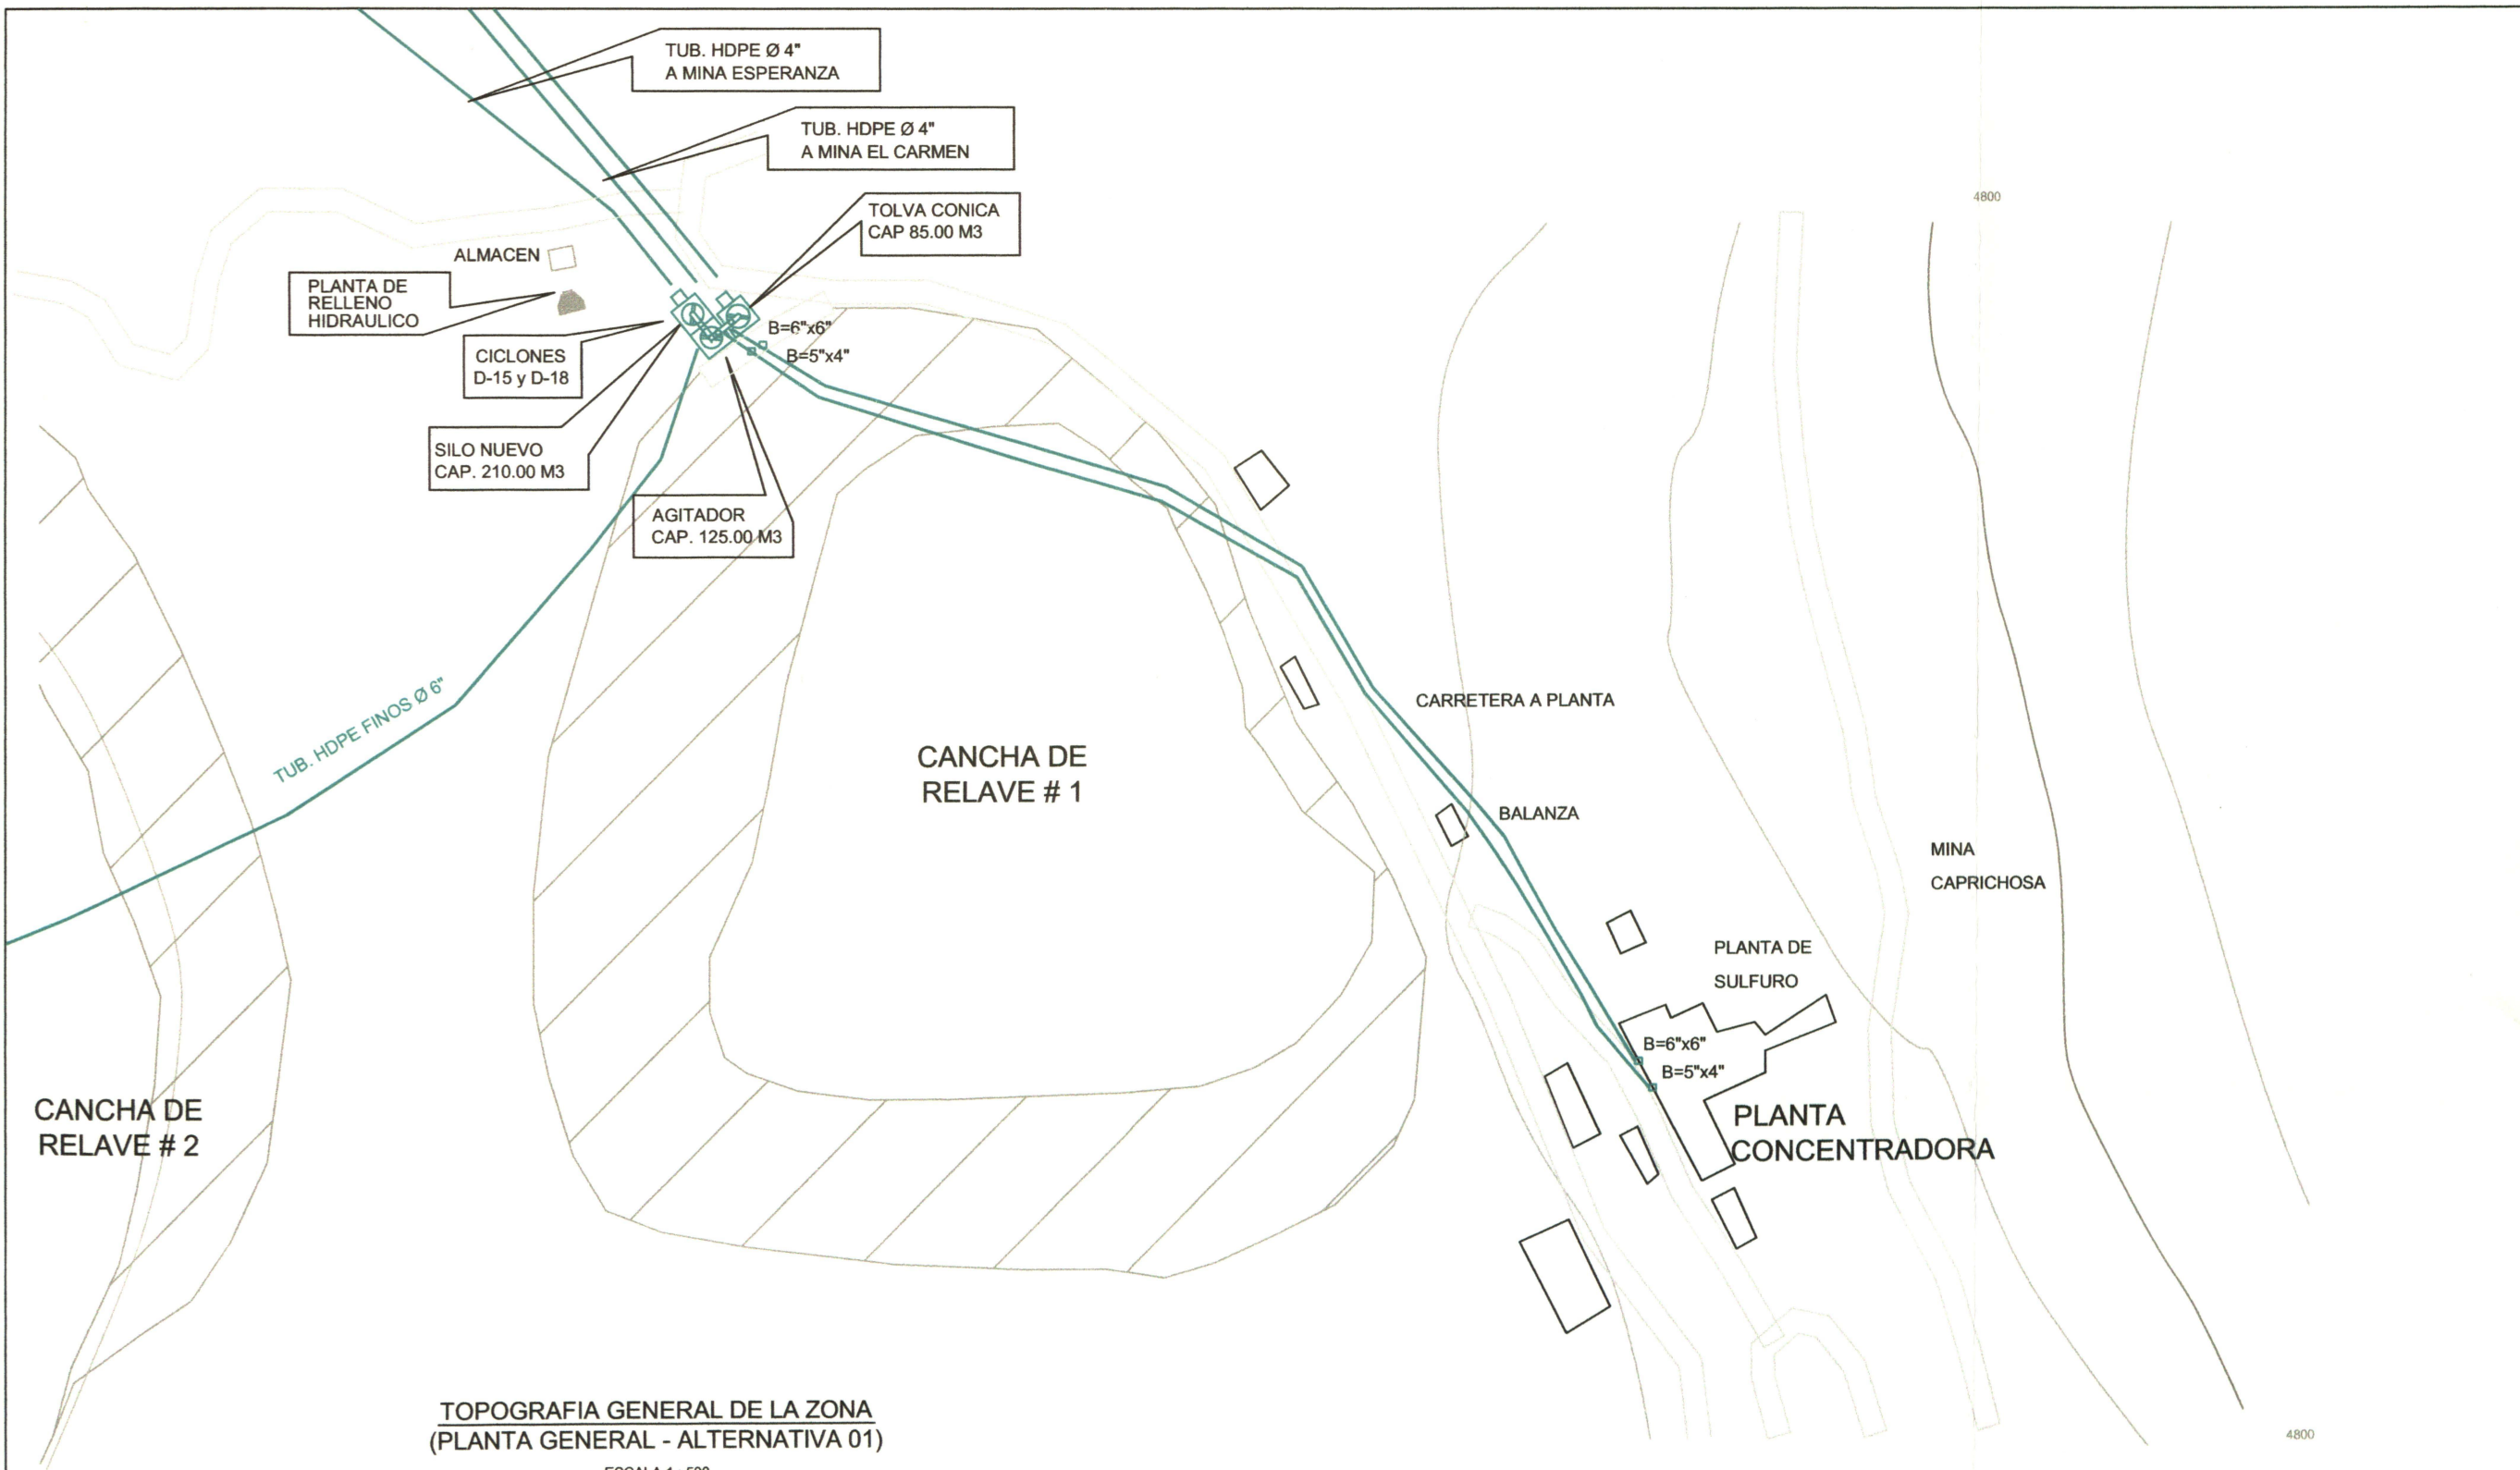 TUB. HDPE Ø 4"
A MINA ESPERANZA
TUB. HDPE Ø 4"
A MINA EL CARMEN
4800
TOLVA CONICA
CAP 85.00 M3
ALMACEN
PLANTA DE
RELLENO
HIDRAULICO
B=6"x6"
B=5"x4"
CICLONES
D-15 y D-18
SILO NUEVO
CAP. 210.00 M3
AGITADOR
CAP. 125.00 M3
TUB. HDPE FINOS Ø 6"
CARRETERA A PLANTA
CANCHA DE
RELAVE # 1
BALANZA
MINA
CAPRICHOSA
PLANTA DE
SULFURO
B=6"x6"
B=5"x4"
CANCHA DE
RELAVE # 2
PLANTA
CONCENTRADORA
TOPOGRAFIA GENERAL DE LA ZONA
(PLANTA GENERAL - ALTERNATIVA 01)
4800